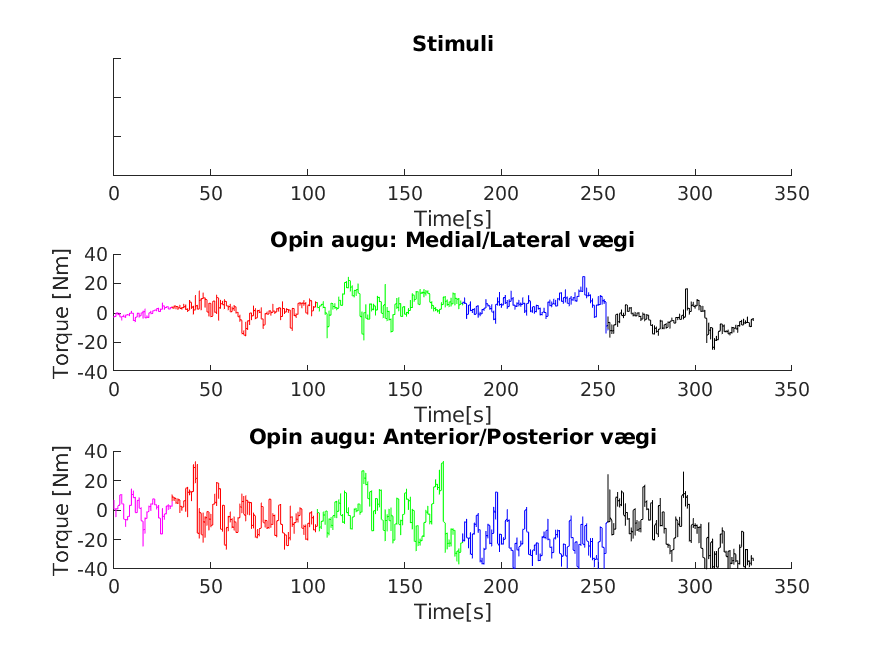 Stimuli
0 50 100 150 200 250 300 350
Time[s]
Opin augu: Medial/Lateral vægi
Torque [Nm]
40
20
0
-20
-40
0 50 100 150 200 250 300 350
Time[s]
Opin augu: Anterior/Posterior vægi
Torque [Nm]
40
20
0
-20
-40
0 50 100 150 200 250 300 350
Time[s]